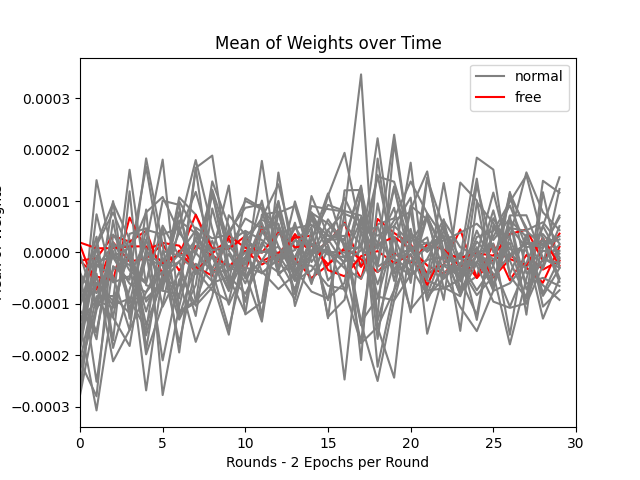 Mean of Weights over Time
normal
free
0.0003
0.0002
0.0001
0.0000
−0.0001
−0.0002
−0.0003
0 5 10 15 20 25 30
Rounds - 2 Epochs per Round